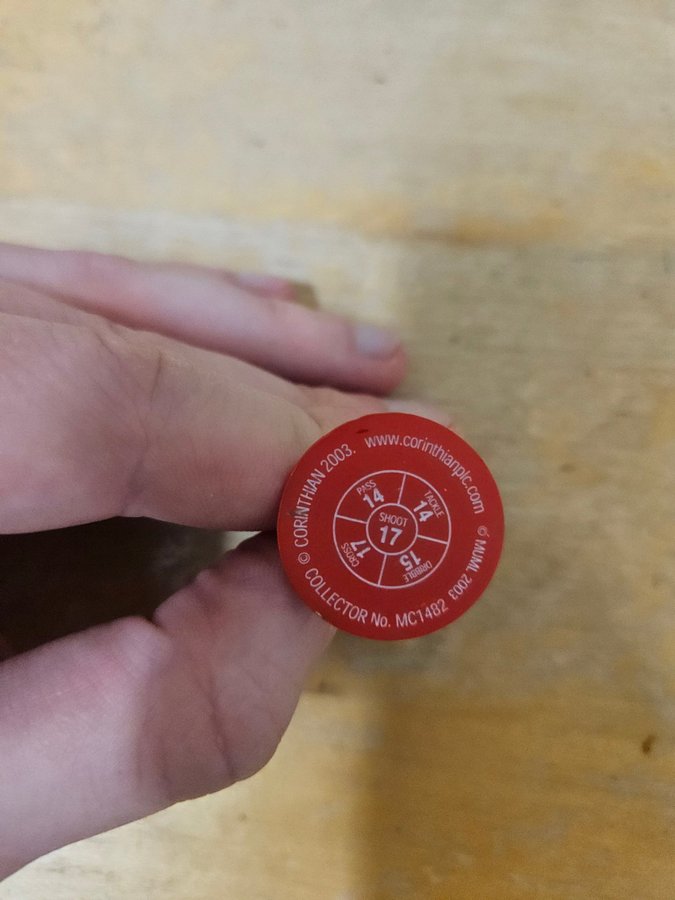 © CORINTHIAN 2003. www.corinthianplc.com
© MUML 2003
COLLECTOR No. MC1482
PASS
14
TACKLE
14
SHOOT
17
CROSS
17
DRIBBLE
15